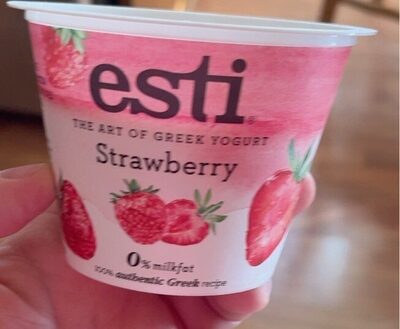 esti®
THE ART OF GREEK YOGURT
Strawberry
0% milkfat
100% authentic Greek recipe